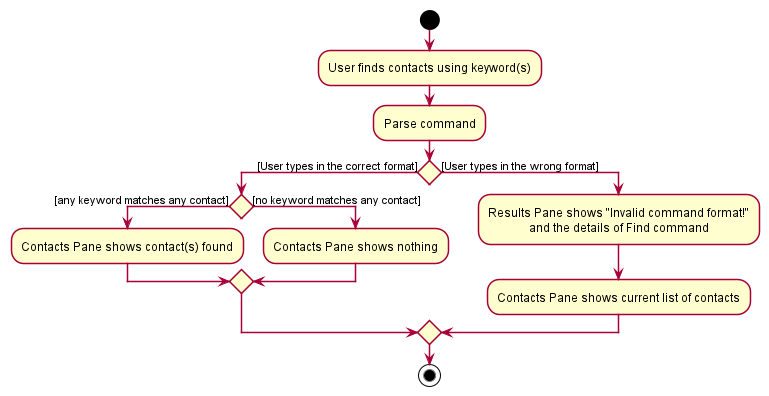 User finds contacts using keyword(s)
Parse command
[User types in the correct format]
[User types in the wrong format]
[any keyword matches any contact]
[no keyword matches any contact]
Results Pane shows "Invalid command format!"
and the details of Find command
Contacts Pane shows contact(s) found
Contacts Pane shows nothing
Contacts Pane shows current list of contacts